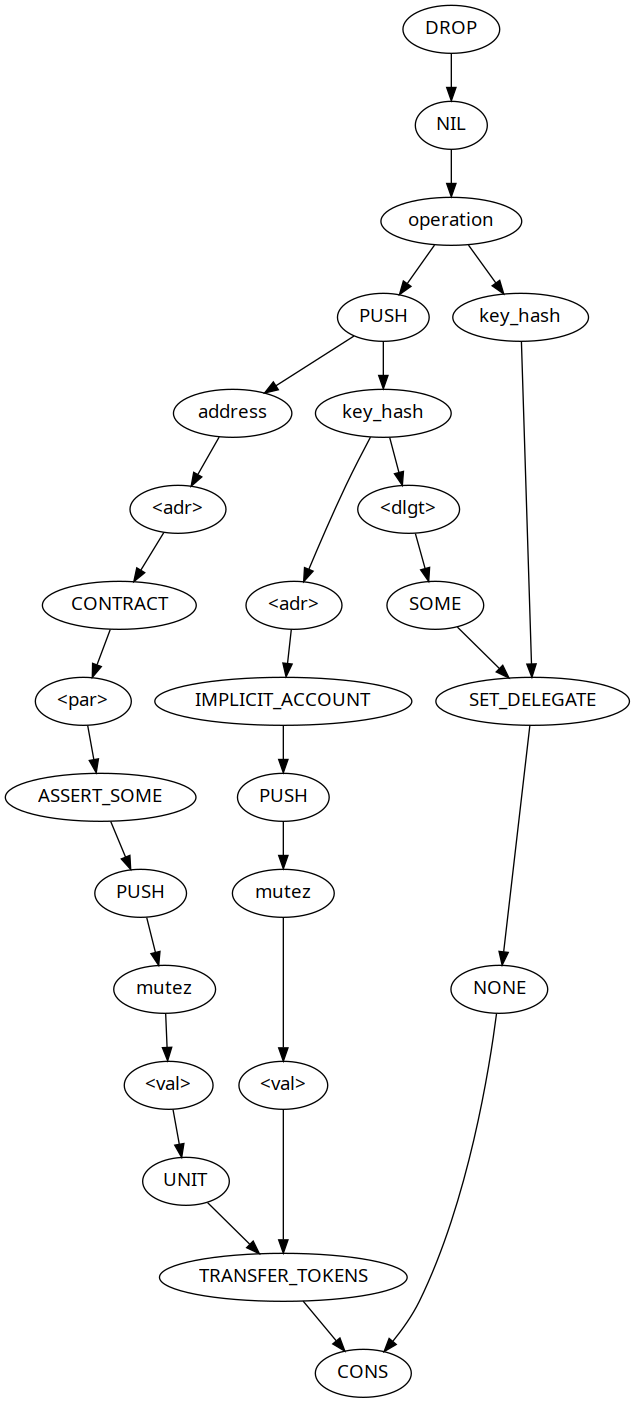 DROP
NIL
operation
PUSH
key_hash
address
key_hash
<adr>
<dlgt>
CONTRACT
<adr>
SOME
<par>
IMPLICIT_ACCOUNT
SET_DELEGATE
ASSERT_SOME
PUSH
PUSH
mutez
mutez
NONE
<val>
<val>
UNIT
TRANSFER_TOKENS
CONS